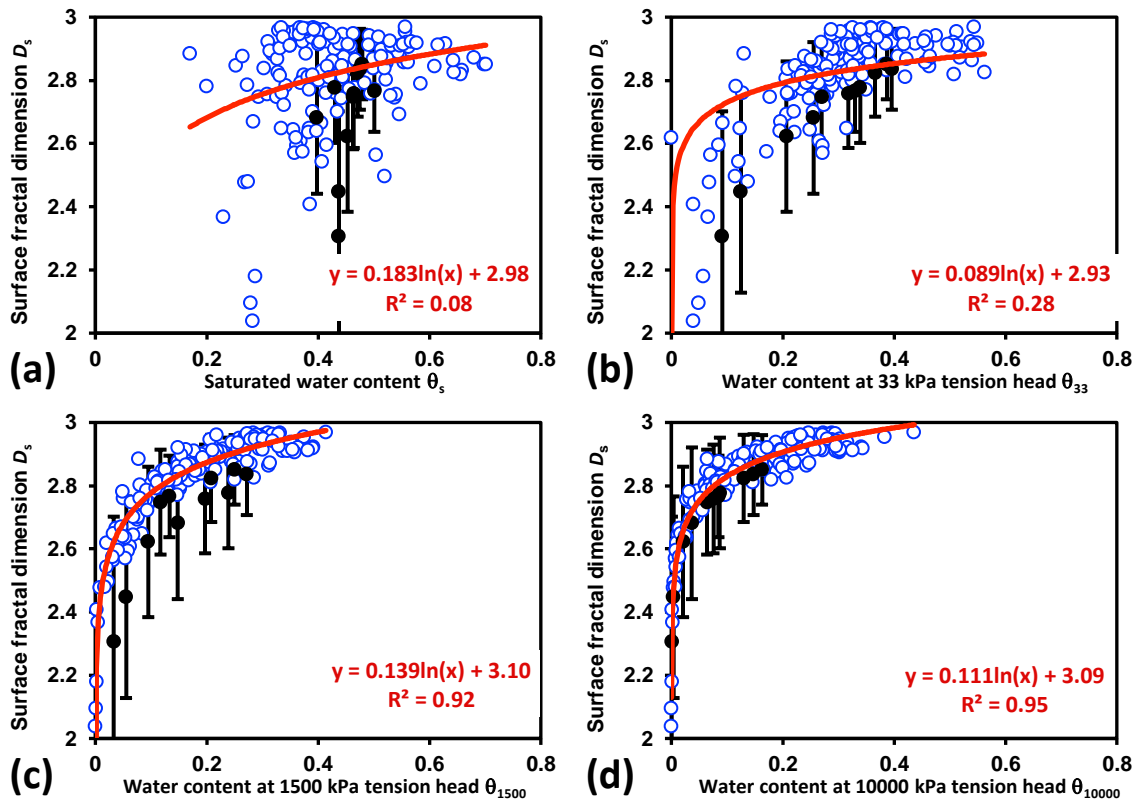 Surface fractal dimension Ds
3
2.8
2.6
2.4
2.2
2
y = 0.183ln(x) + 2.98
R² = 0.08
(a)
0 0.2 0.4 0.6 0.8
Saturated water content θs
Surface fractal dimension Ds
3
2.8
2.6
2.4
2.2
2
y = 0.089ln(x) + 2.93
R² = 0.28
(b)
0 0.2 0.4 0.6 0.8
Water content at 33 kPa tension head θ33
Surface fractal dimension Ds
3
2.8
2.6
2.4
2.2
2
y = 0.139ln(x) + 3.10
R² = 0.92
(c)
0 0.2 0.4 0.6 0.8
Water content at 1500 kPa tension head θ1500
Surface fractal dimension Ds
3
2.8
2.6
2.4
2.2
2
y = 0.111ln(x) + 3.09
R² = 0.95
(d)
0 0.2 0.4 0.6 0.8
Water content at 10000 kPa tension head θ10000